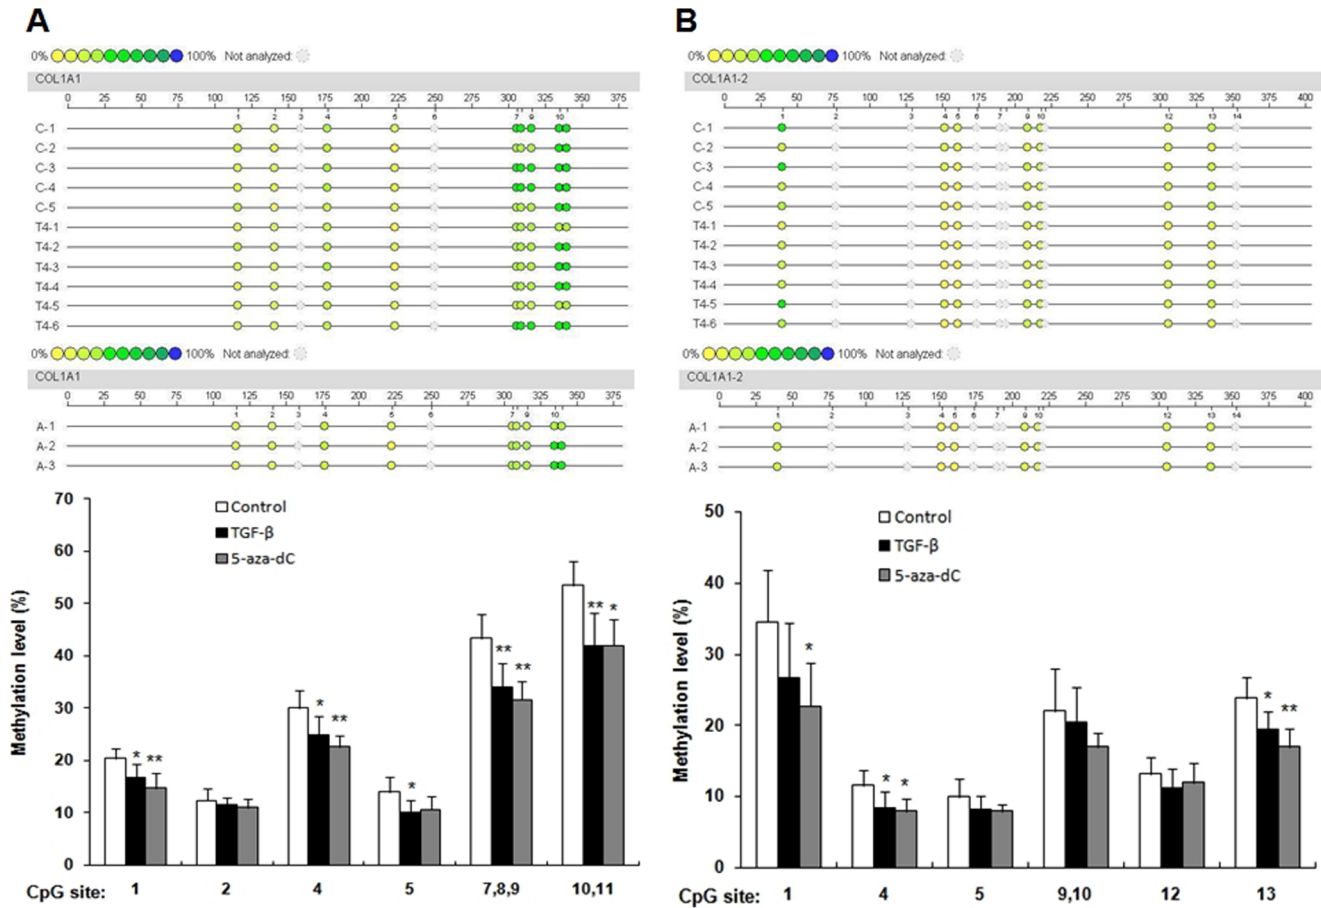 A
0% 100% Not analyzed:
COL1A1
0 25 50 75 100 125 150 175 200 225 250 300 325 350 375
1 2 3 4 5 6 7 9 10
C-1
C-2
C-3
C-4
C-5
T4-1
T4-2
T4-3
T4-4
T4-5
T4-6
0% 100% Not analyzed:
COL1A1
0 25 50 75 100 125 150 175 200 225 250 275 300 325 350 375
1 2 3 4 5 6 7 9 10
A-1
A-2
A-3
Methylation level (%)
70
60
50
40
30
20
10
0
Control
TGF-β
5-aza-dC
* ** * ** * ** ** ** *
CpG site: 1 2 4 5 7,8,9 10,11
B
0% 100% Not analyzed:
COL1A1-2
0 25 50 75 100 125 150 175 200 225 250 275 300 325 350 375 400
1 2 3 4 5 6 7 9 10 12 13 14
C-1
C-2
C-3
C-4
C-5
T4-1
T4-2
T4-3
T4-4
T4-5
T4-6
0% 100% Not analyzed:
COL1A1-2
0 25 50 75 100 125 150 175 200 225 250 275 300 325 350 375 400
1 2 3 4 5 6 7 9 10 12 13 14
A-1
A-2
A-3
Methylation level (%)
50
40
30
20
10
0
Control
TGF-β
5-aza-dC
* * * * **
CpG site: 1 4 5 9,10 12 13